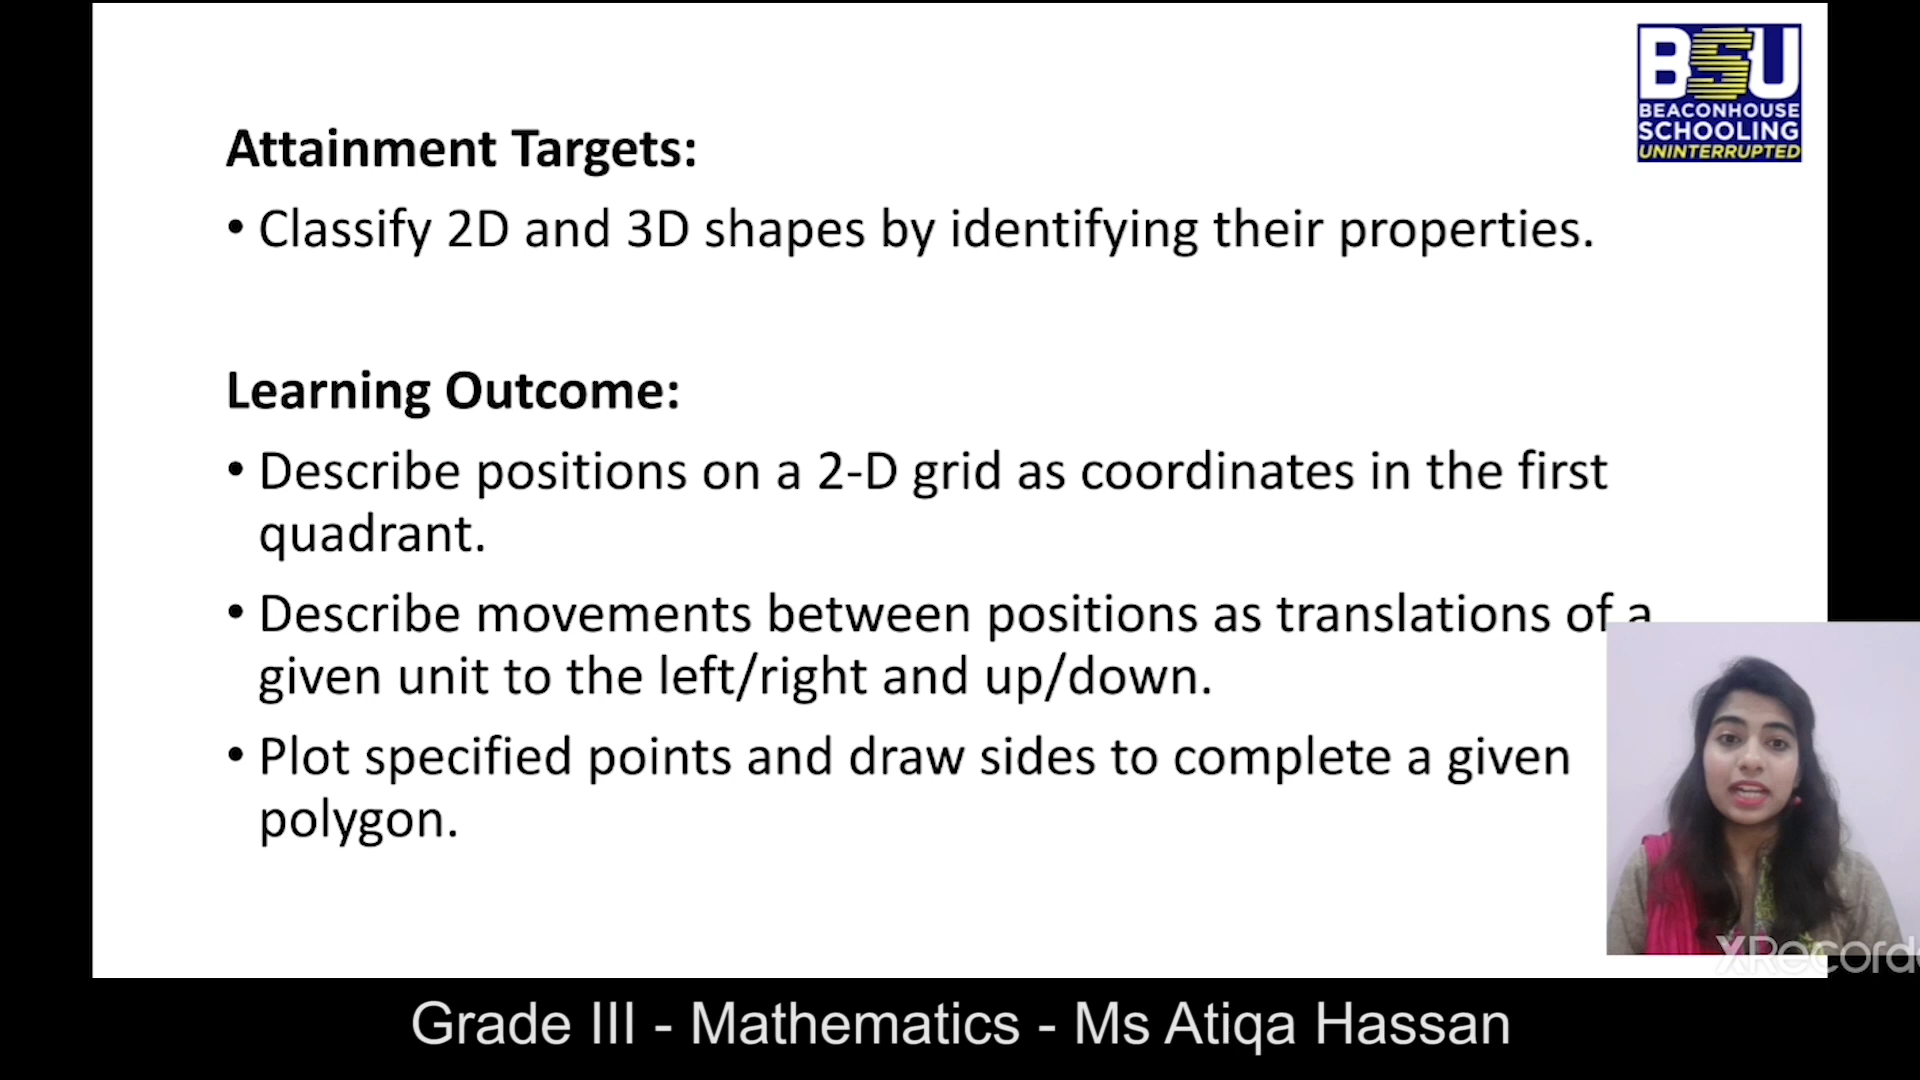 BSU
BEACONHOUSE
SCHOOLING
UNINTERRUPTED
Attainment Targets:
• Classify 2D and 3D shapes by identifying their properties.
Learning Outcome:
• Describe positions on a 2-D grid as coordinates in the first
quadrant.
• Describe movements between positions as translations of a
given unit to the left/right and up/down.
• Plot specified points and draw sides to complete a given
polygon.
XRecorde
Grade III - Mathematics - Ms Atiqa Hassan